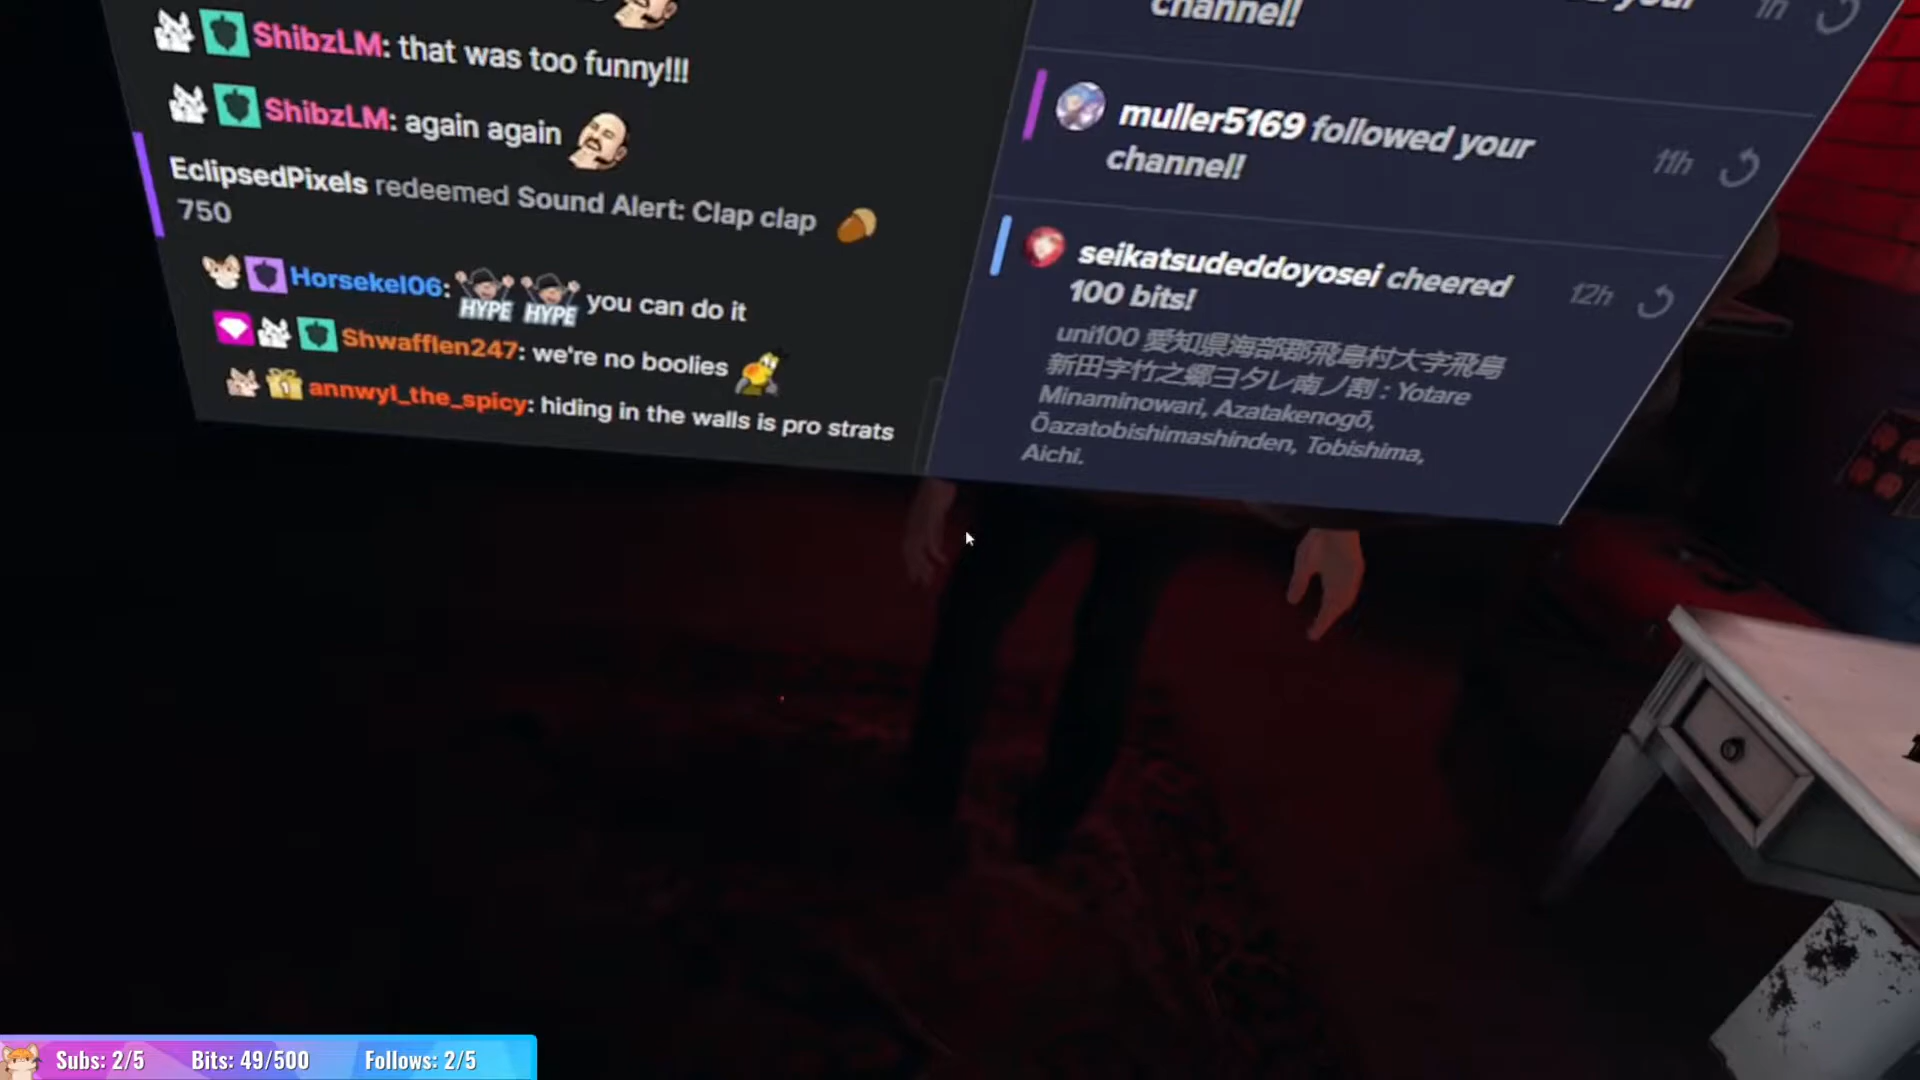 ShibzLM: that was too funny!!!
ShibzLM: again again
EclipsedPixels redeemed Sound Alert: Clap clap
750
Horsekel06: HYPE HYPE you can do it
Shwafflen247: we're no boolies
annwyl_the_spicy: hiding in the walls is pro strats
your 1h
channel!
muller5169 followed your 11h
channel!
seikatsudeddoyosei cheered 12h
100 bits!
uni100 愛知県海部郡飛島村大字飛島
新田字竹之郷ヨタレ南ノ割 : Yotare
Minaminowari, Azatakenogō,
Ōazatobishimashinden, Tobishima,
Aichi.
Subs: 2/5 Bits: 49/500 Follows: 2/5